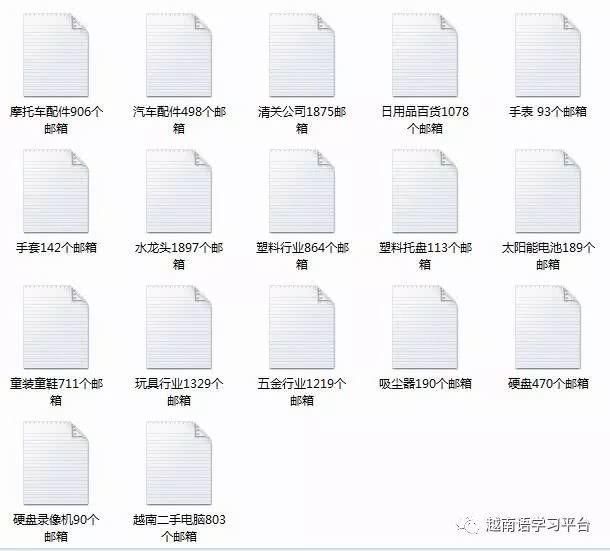 摩托车配件906个
邮箱
汽车配件498个邮
箱
清关公司1875邮
箱
日用品百货1078
个邮箱
手表 93个邮箱
手套142个邮箱
水龙头1897个邮
箱
塑料行业864个邮
箱
塑料托盘113个邮
箱
太阳能电池189个
邮箱
童装童鞋711个邮
箱
玩具行业1329个
邮箱
五金行业1219个
邮箱
吸尘器190个邮箱
硬盘470个邮箱
硬盘录像机90个
邮箱
越南二手电脑803
个邮箱
越南语学习平台